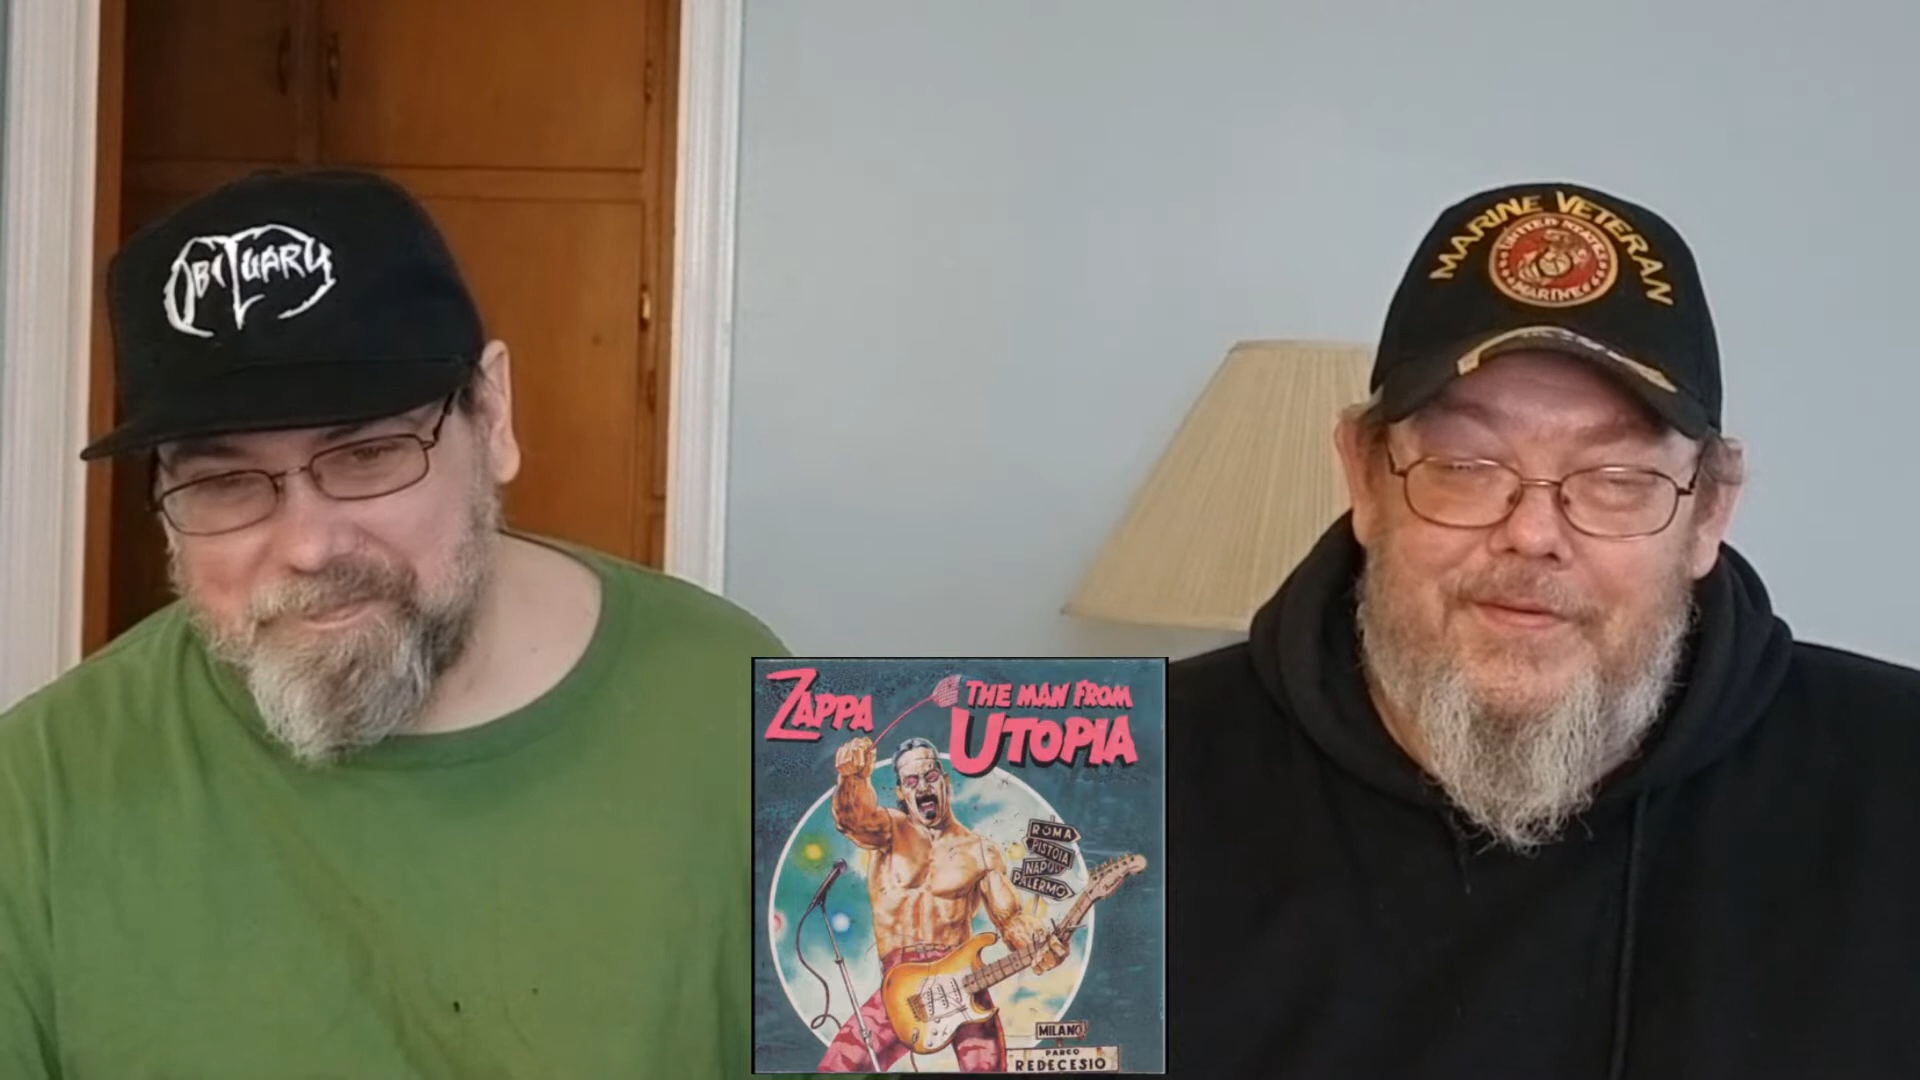 OBITUARY
MARINE VETERAN
UNITED STATES
MARINE
ZAPPA
THE MAN FROM
UTOPIA
ROMA
PISTOIA
NAPOLI
PALERMO
MILANO
PARCO
REDECESIO